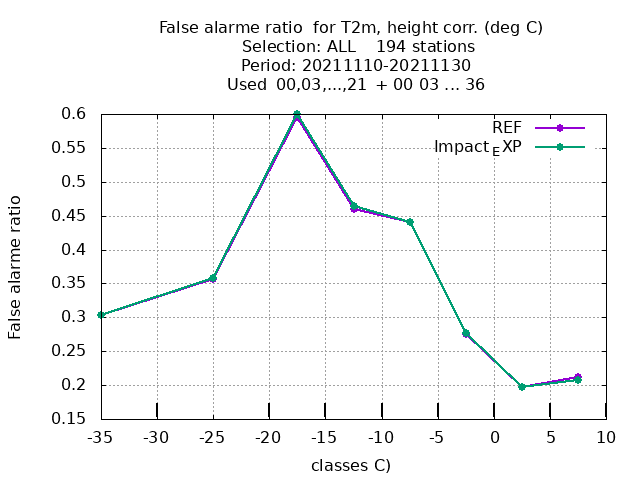 False alarme ratio  for T2m, height corr. (deg C)
Selection: ALL    194 stations
Period: 20211110-20211130
Used  00,03,...,21  + 00 03 ... 36
REF
Impact_EXP
False alarme ratio
0.6
0.55
0.5
0.45
0.4
0.35
0.3
0.25
0.2
0.15
-35 -30 -25 -20 -15 -10 -5 0 5 10
classes C)